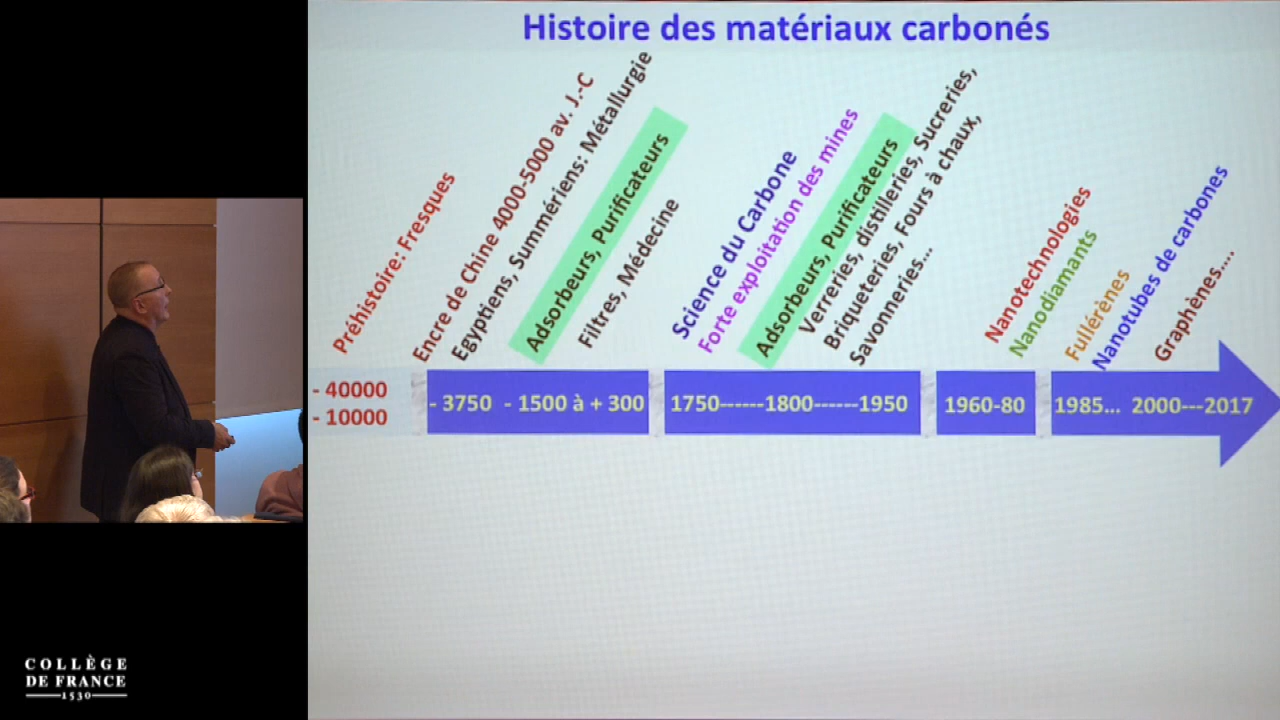 Histoire des matériaux carbonés
Préhistoire: Fresques
Encre de Chine 4000-5000 av. J.-C
Egyptiens, Summériens: Métallurgie
Adsorbeurs, Purificateurs
Filtres, Médecine
Science du Carbone
Forte exploitation des mines
Adsorbeurs, Purificateurs
Verreries, distilleries, Sucreries,
Briqueteries, Fours à chaux,
Savonneries...
Nanotechnologies
Nanodiamants
Fullérènes
Nanotubes de carbones
Graphènes....
- 40000
- 10000
- 3750 - 1500 à + 300
1750------1800------1950
1960-80
1985... 2000---2017
COLLÈGE
DE FRANCE
1530